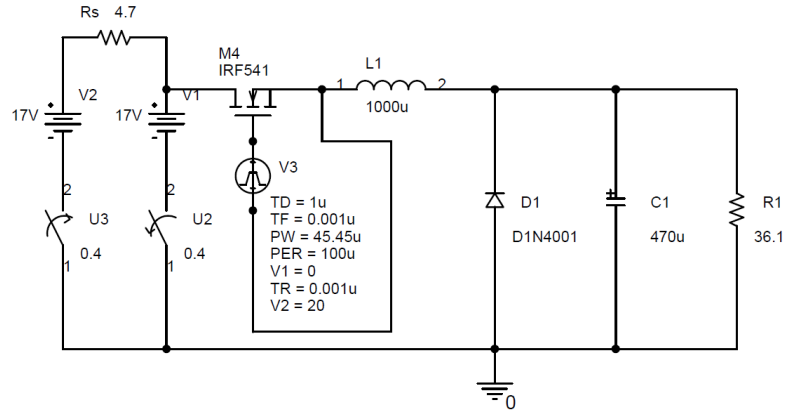 Rs 4.7
M4
IRF541
L1
1 2
1000u
V2
V1
17V
17V
+
-
+
-
V3
TD = 1u
TF = 0.001u
PW = 45.45u
PER = 100u
V1 = 0
TR = 0.001u
V2 = 20
2
U3
0.4
1
2
U2
0.4
1
D1
D1N4001
+
C1
470u
R1
36.1
0